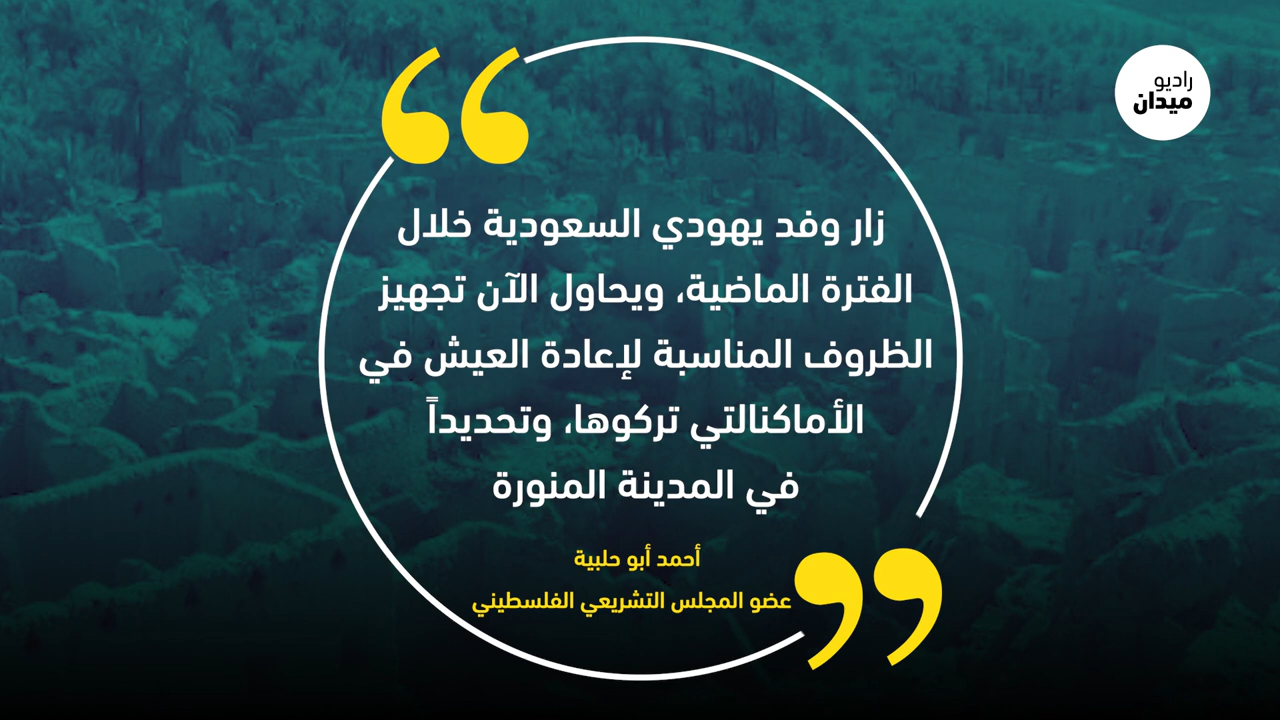 راديو
ميدان
زار وفد يهودي السعودية خلال
الفترة الماضية، ويحاول الآن تجهيز
الظروف المناسبة لإعادة العيش في
الأماكنالتي تركوها، وتحديداً
في المدينة المنورة
أحمد أبو حلبية
عضو المجلس التشريعي الفلسطيني